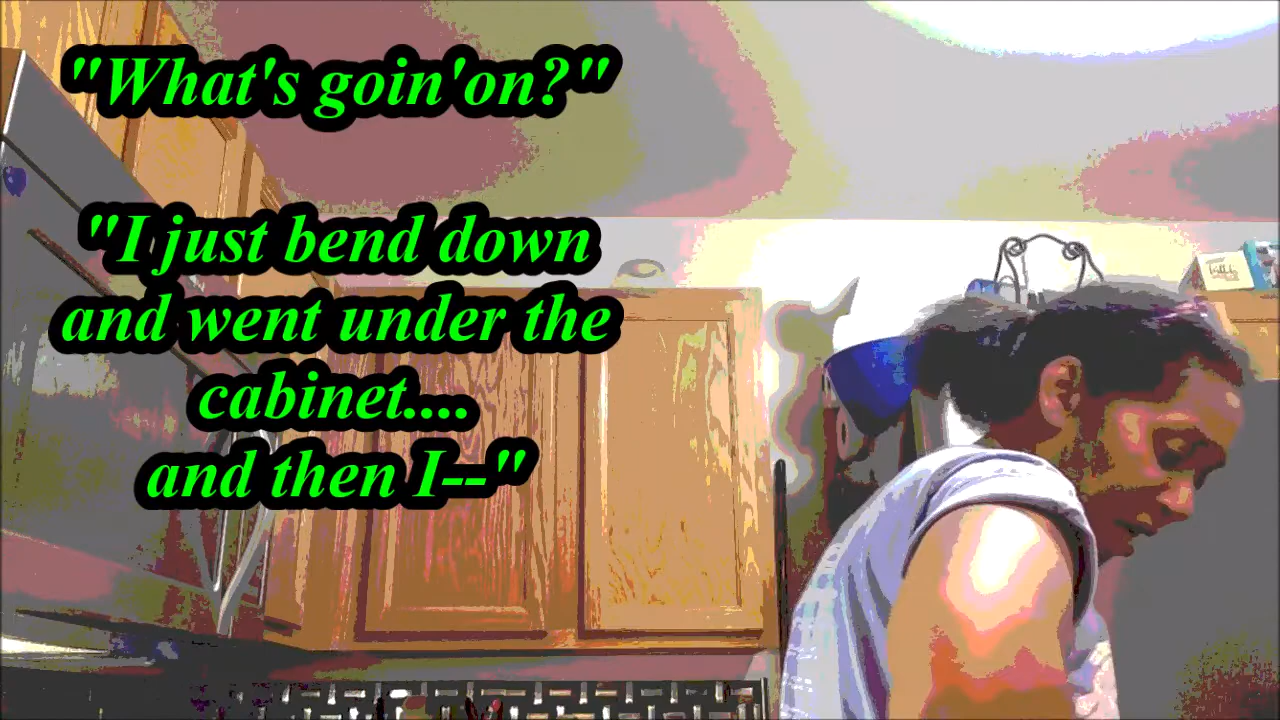 "What's goin'on?"
"I just bend down
and went under the
cabinet....
and then I--"